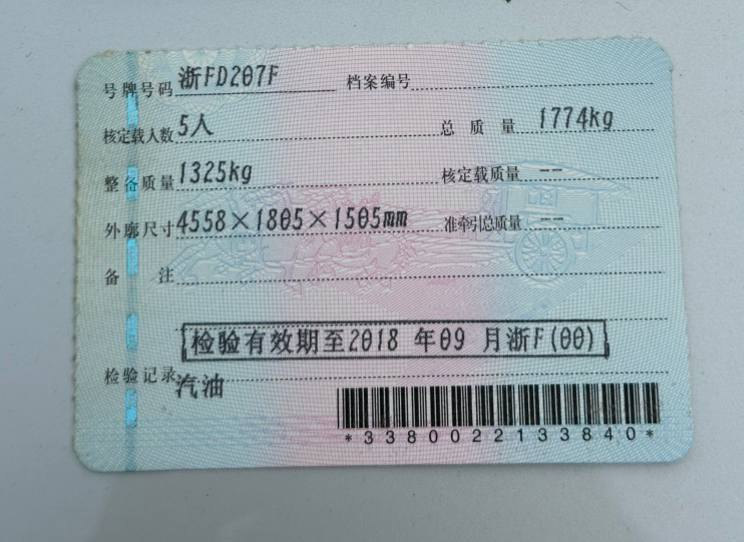 号牌号码 浙FD207F 档案编号
核定载人数 5人 总质量 1774kg
整备质量 1325kg 核定载质量 --
外廓尺寸 4558×1805×1505mm 准牵引总质量 --
备注
检验有效期至2018 年09 月浙F(00)
检验记录 汽油
*3380022133840*